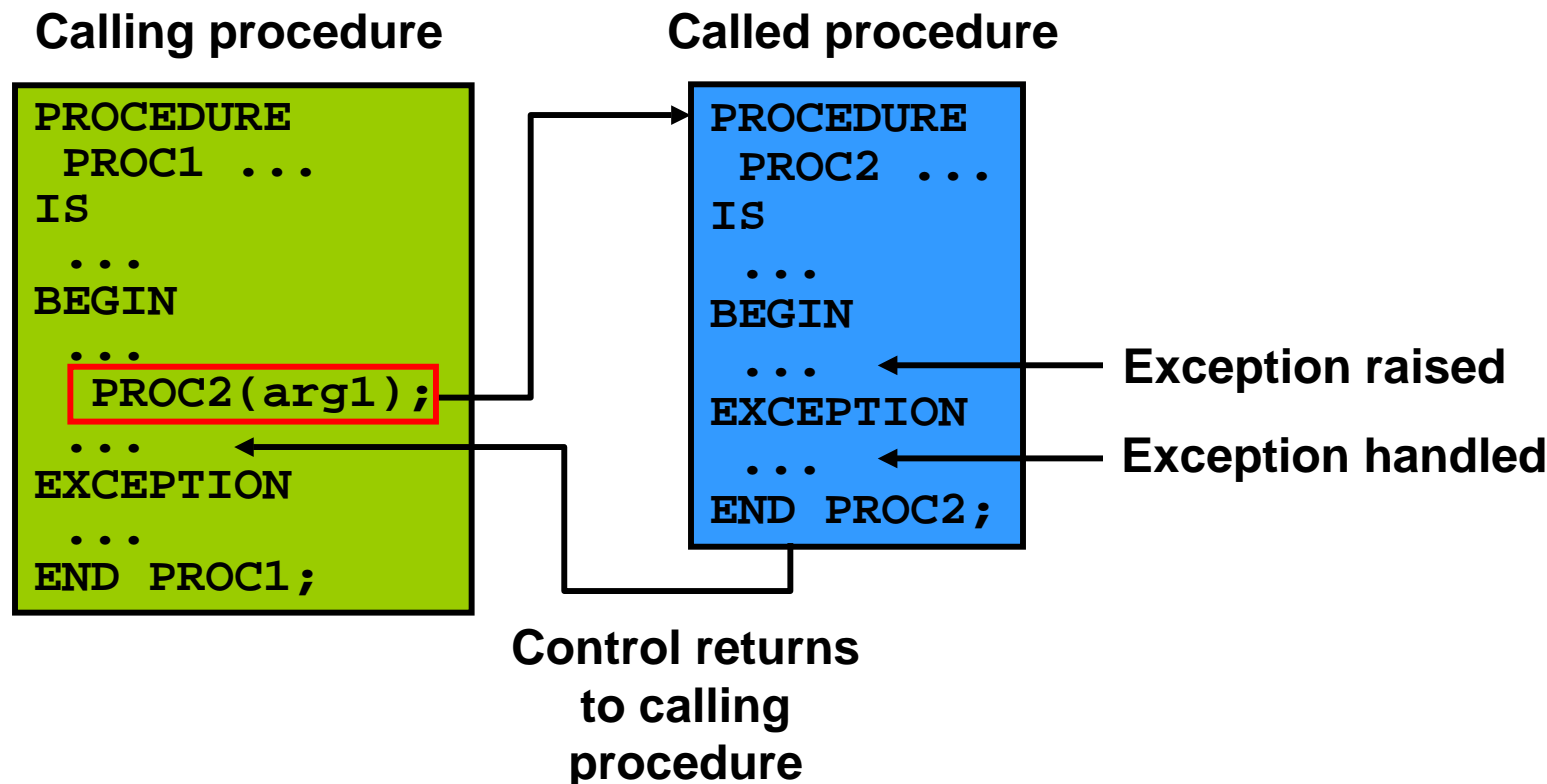 Calling procedure
PROCEDURE
PROC1 ...
IS
...
BEGIN
...
PROC2(arg1);
...
EXCEPTION
...
END PROC1;
Called procedure
PROCEDURE
PROC2 ...
IS
...
BEGIN
...
EXCEPTION
...
END PROC2;
Exception raised
Exception handled
Control returns
to calling
procedure